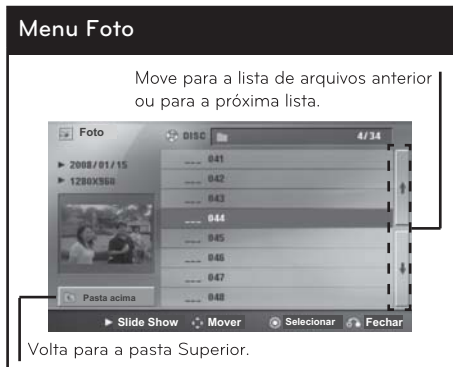 Menu Foto
Move para a lista de arquivos anterior
ou para a próxima lista.
Foto
DISC
4/34
2008/01/15
1280X960
041
042
043
044
045
046
047
048
Pasta acima
Slide Show Mover Selecionar Fechar
Volta para a pasta Superior.